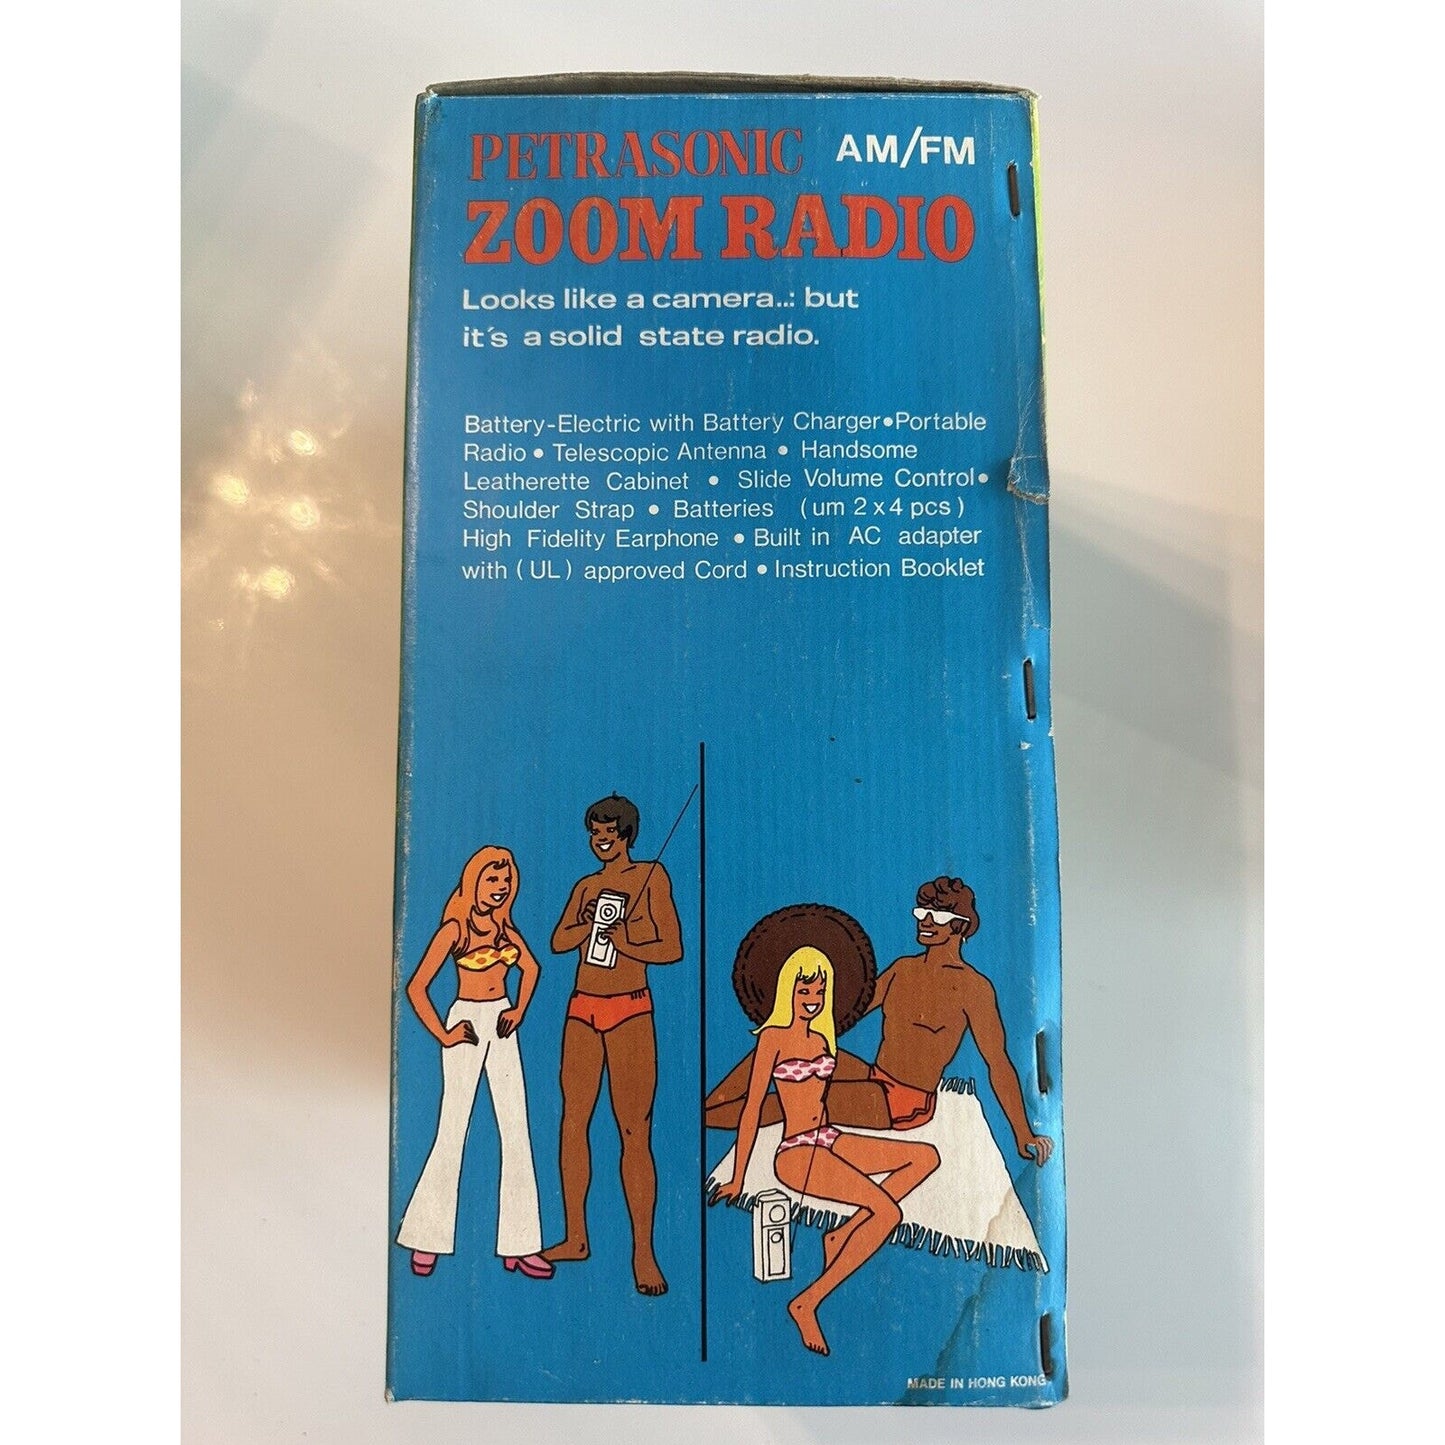 PETRASONIC AM/FM
ZOOM RADIO
Looks like a camera..: but
it´s a solid state radio.
Battery-Electric with Battery Charger•Portable
Radio • Telescopic Antenna • Handsome
Leatherette Cabinet • Slide Volume Control•
Shoulder Strap • Batteries (um 2 x 4 pcs)
High Fidelity Earphone • Built in AC adapter
with (UL) approved Cord • Instruction Booklet
MADE IN HONG KONG